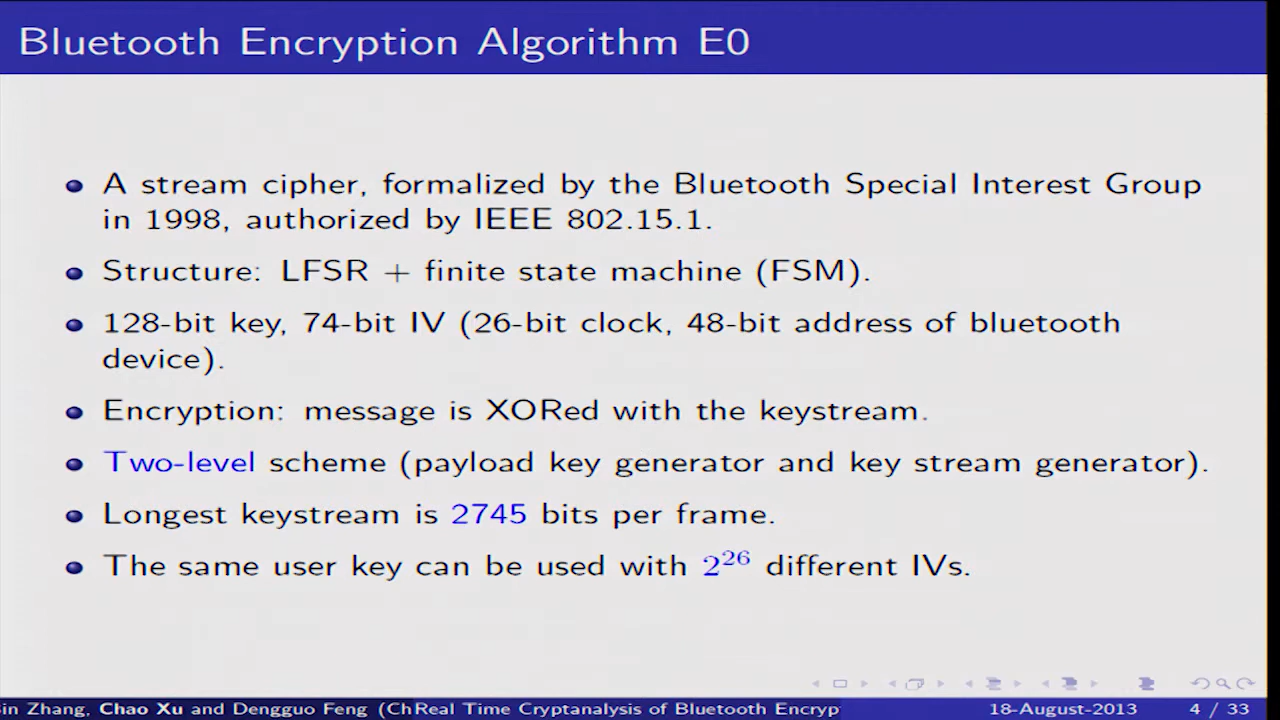 Bluetooth Encryption Algorithm E0
A stream cipher, formalized by the Bluetooth Special Interest Group
in 1998, authorized by IEEE 802.15.1.
Structure: LFSR + finite state machine (FSM).
128-bit key, 74-bit IV (26-bit clock, 48-bit address of bluetooth
device).
Encryption: message is XORed with the keystream.
Two-level scheme (payload key generator and key stream generator).
Longest keystream is 2745 bits per frame.
The same user key can be used with 2²⁶ different IVs.
in Zhang, Chao Xu and Dengguo Feng (Ch Real Time Cryptanalysis of Bluetooth Encryp 18-August-2013 4 / 33